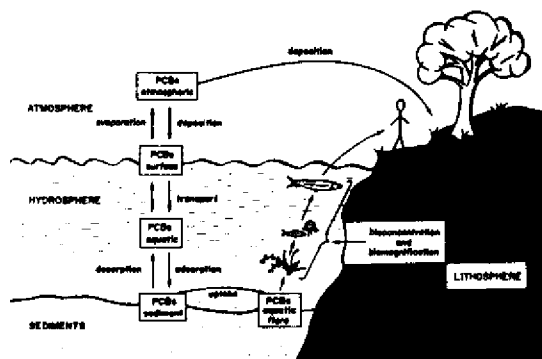 deposition
PCBs
atmospheric
ATMOSPHERE
evaporation
deposition
PCBs
surface
HYDROSPHERE
transport
PCBs
aquatic
bioconcentration
and
biomagnification
desorption
adsorption
LITHOSPHERE
PCBs
sediment
uptake
PCBs
aquatic
flora
SEDIMENTS